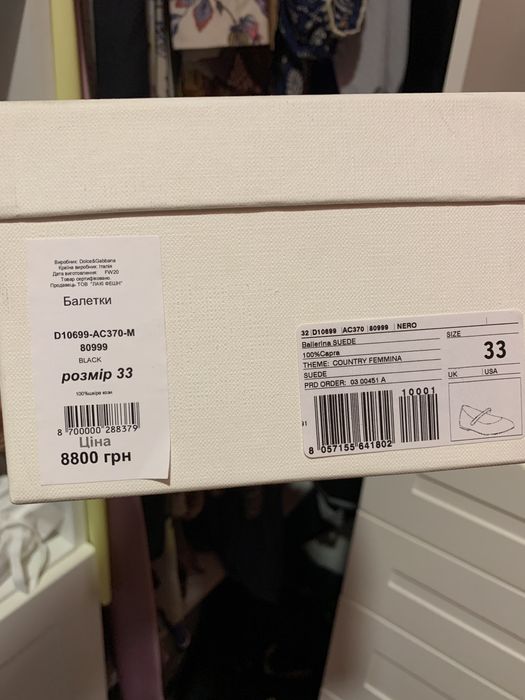 Виробник: Dolce&Gabbana
Країна виробник: Італія
Дата виготовлення: FW20
Товар сертифіковано
Продавець ТОВ "ЛАКІ ФЕШН"
Балетки
D10699-AC370-M
80999
BLACK
розмір 33
100%шкіра кози
8 700000 288379
Ціна
8800 грн
32 D10699 AC370 80999 NERO
Ballerina SUEDE
100%Capra
THEME: COUNTRY FEMMINA
SUEDE
PRD ORDER: 03 00451 A
SIZE
33
UK USA
10001
91
8 057155 641802